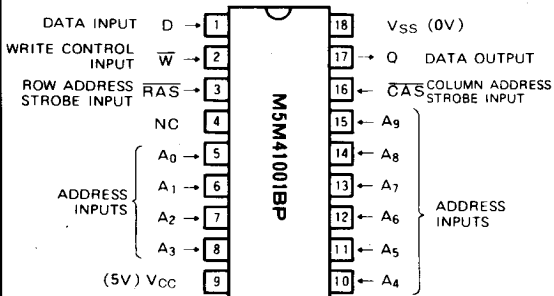 DATA INPUT D → 1
WRITE CONTROL
INPUT W̅ → 2
ROW ADDRESS
STROBE INPUT R̅A̅S̅ → 3
NC 4
A0 → 5
A1 → 6
A2 → 7
A3 → 8
ADDRESS
INPUTS
(5V) VCC 9
M5M41001BP
18 VSS (0V)
17 → Q DATA OUTPUT
16 ← C̅A̅S̅ COLUMN ADDRESS
STROBE INPUT
15 ← A9
14 ← A8
13 ← A7
12 ← A6
11 ← A5
10 ← A4
ADDRESS
INPUTS